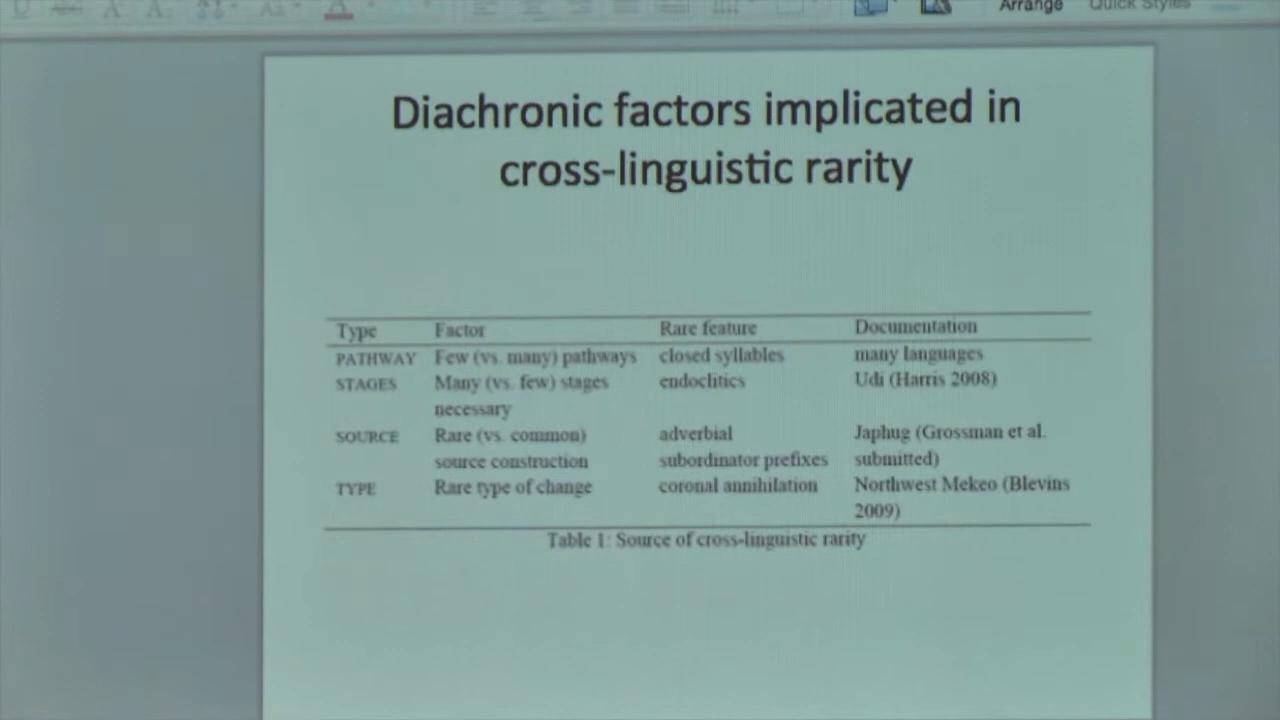 Arrange
Quick Styles
Diachronic factors implicated in
cross-linguistic rarity
Type Factor Rare feature Documentation
PATHWAY Few (vs. many) pathways closed syllables many languages
STAGES Many (vs. few) stages endoclitics Udi (Harris 2008)
necessary
SOURCE Rare (vs. common) adverbial Japhug (Grossman et al.
source construction subordinator prefixes submitted)
TYPE Rare type of change coronal annihilation Northwest Mekeo (Blevins
2009)
Table 1: Source of cross-linguistic rarity